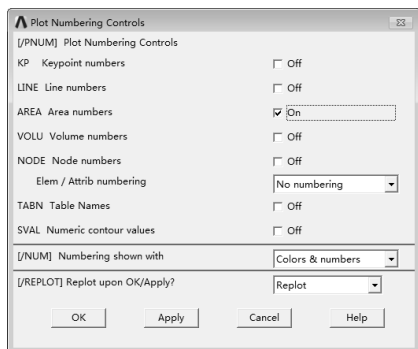 Plot Numbering Controls
[/PNUM] Plot Numbering Controls
KP Keypoint numbers Off
LINE Line numbers Off
AREA Area numbers On
VOLU Volume numbers Off
NODE Node numbers Off
Elem / Attrib numbering No numbering
TABN Table Names Off
SVAL Numeric contour values Off
[/NUM] Numbering shown with Colors & numbers
[/REPLOT] Replot upon OK/Apply? Replot
OK Apply Cancel Help